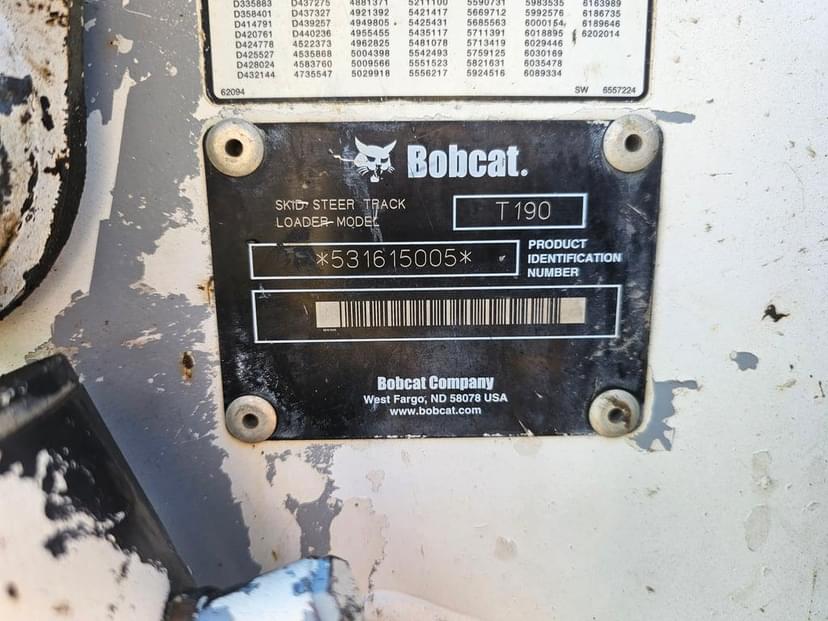 D335883 D437275 4881371 5211100 5590731 5983535 6163989
D358401 D437327 4921393 5421417 5669712 5985636 6186735
D414791 D439257 4949805 5425431 5685563 6000154 6189646
D420761 D440236 4955455 5435117 5711391 6018895 6202014
D424778 4522373 4962825 5481078 5713419 6029446
D425527 4535868 5004398 5542493 5759125 6030169
D428024 4583760 5009566 5551523 5821631 6035478
D432144 4735547 5029918 5556217 5924516 6089334
62094 SW 6557224
Bobcat.
SKID STEER TRACK
LOADER MODEL
T190
*531615005*
PRODUCT
IDENTIFICATION
NUMBER
Bobcat Company
West Fargo, ND 58078 USA
www.bobcat.com